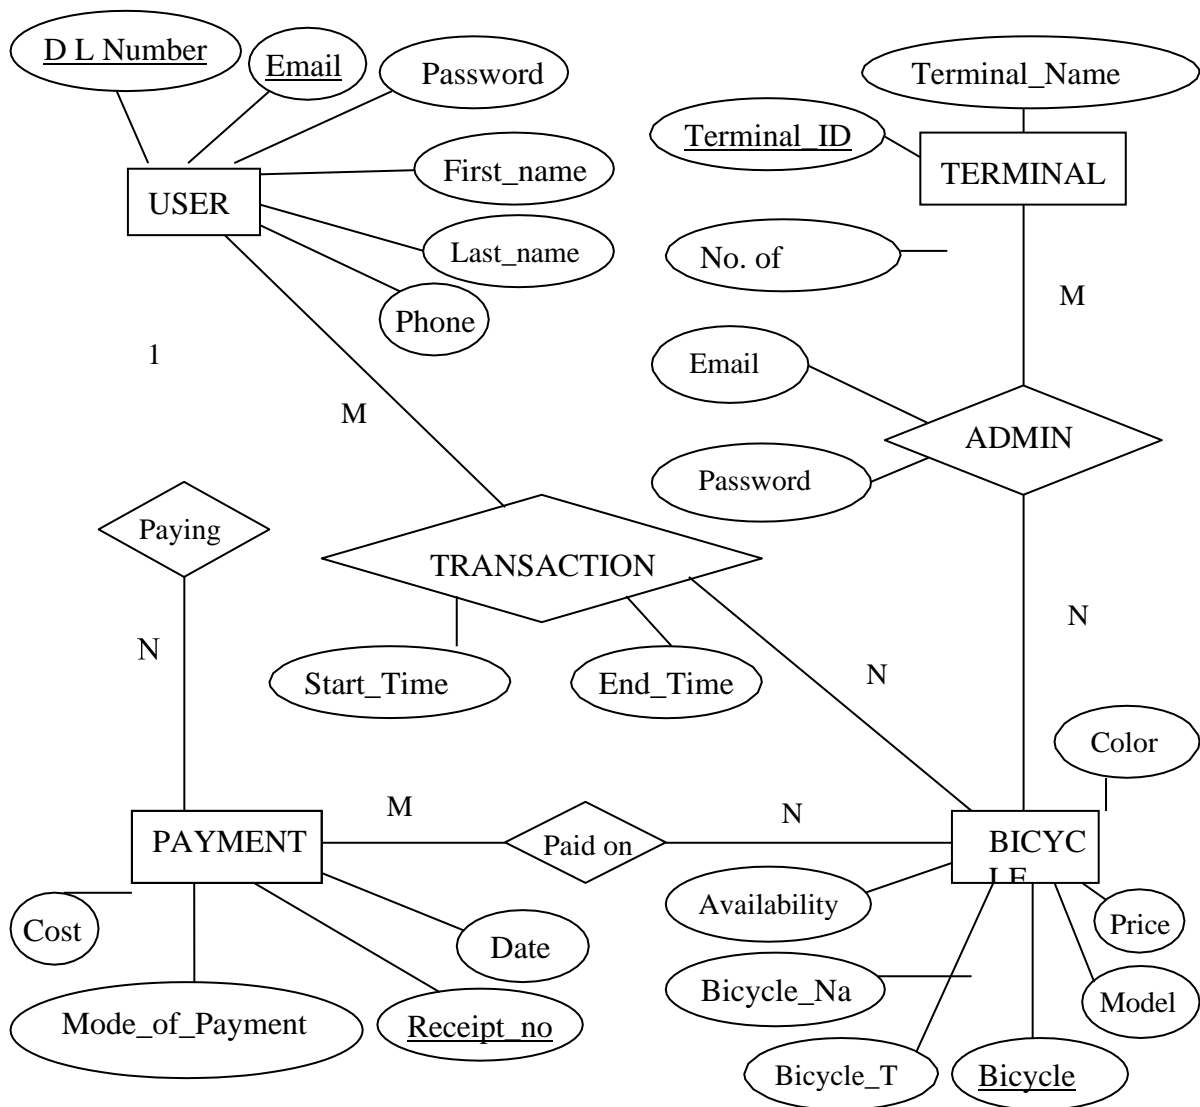 D L Number
Email
Password
Terminal_Name
Terminal_ID
First_name
TERMINAL
USER
Last_name
No. of
Phone
M
1
Email
M
ADMIN
Password
Paying
TRANSACTION
N
N
Start_Time
End_Time
N
Color
M
N
PAYMENT
Paid on
BICYC
LE
Availability
Price
Cost
Date
Bicycle_Na
Model
Mode_of_Payment
Receipt_no
Bicycle_T
Bicycle